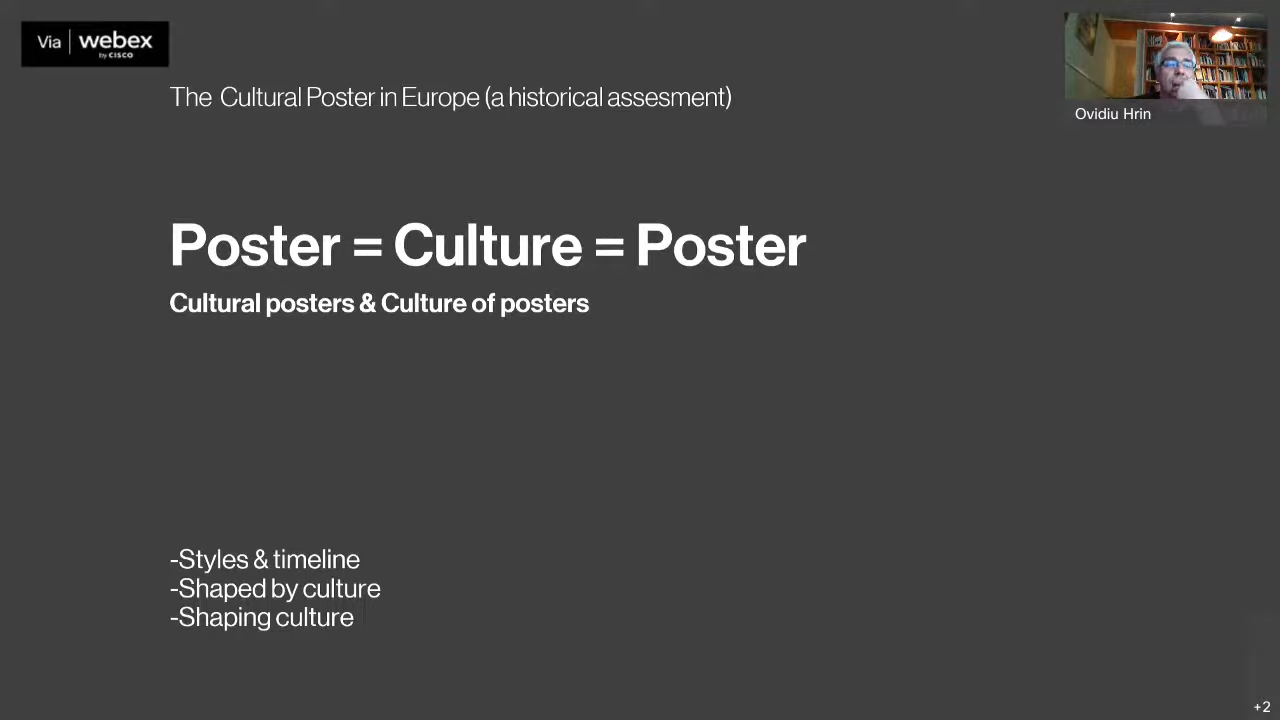 Via | webex
by CISCO
The Cultural Poster in Europe (a historical assesment)
Ovidiu Hrin
Poster = Culture = Poster
Cultural posters & Culture of posters
-Styles & timeline
-Shaped by culture
-Shaping culture
+2